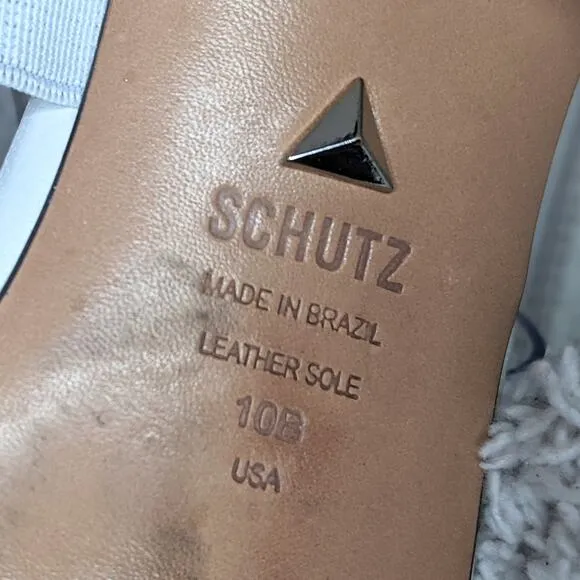 SCHUTZ
MADE IN BRAZIL
LEATHER SOLE
10B
USA